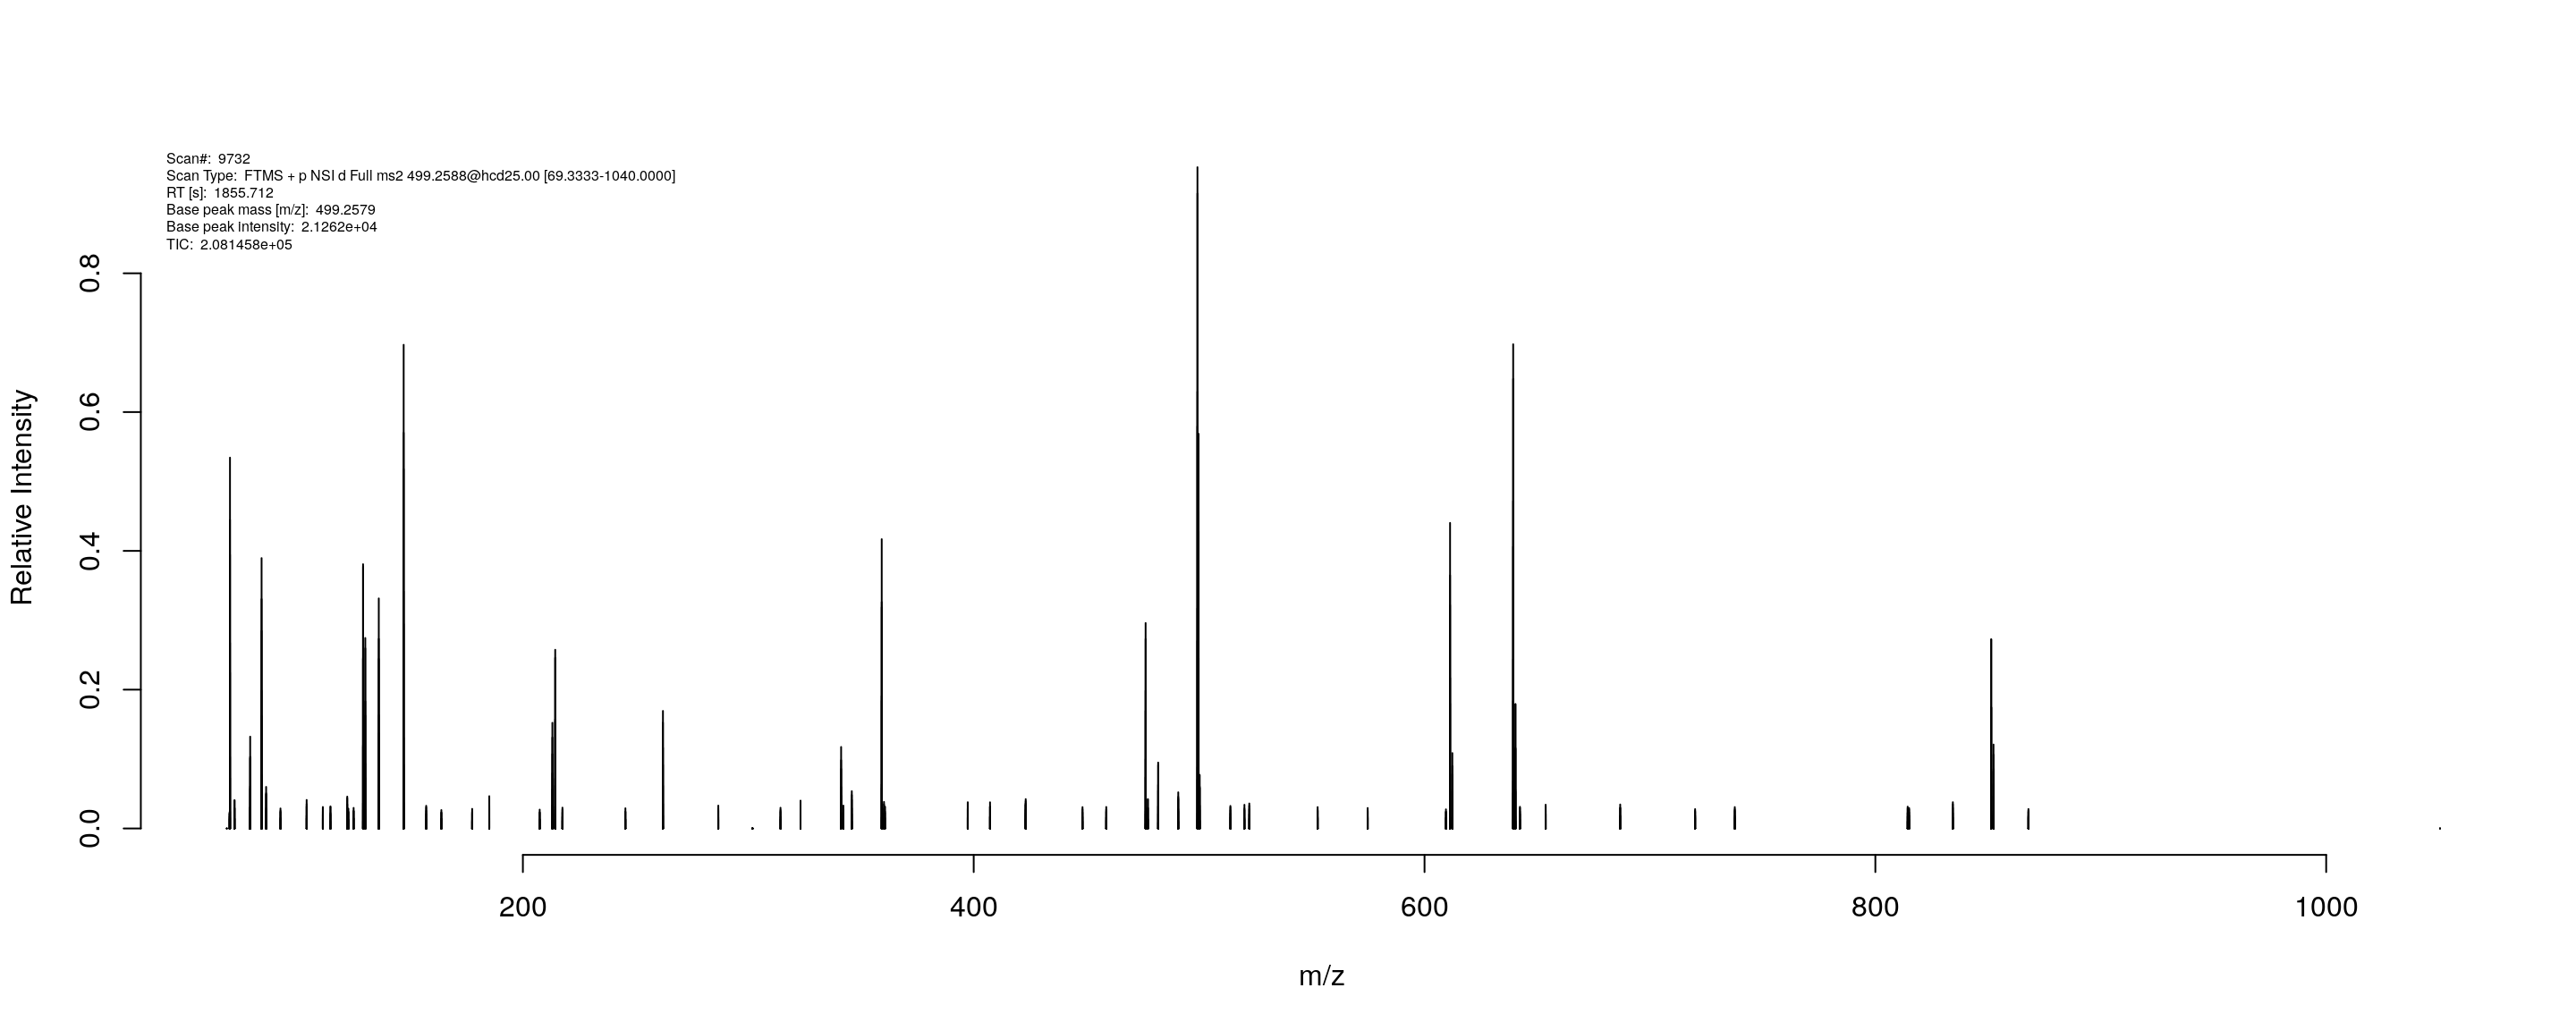 Scan#: 9732
Scan Type: FTMS + p NSI d Full ms2 499.2588@hcd25.00 [69.3333-1040.0000]
RT [s]: 1855.712
Base peak mass [m/z]: 499.2579
Base peak intensity: 2.1262e+04
TIC: 2.081458e+05
Relative Intensity
0.8
0.6
0.4
0.2
0.0
200 400 600 800 1000
m/z